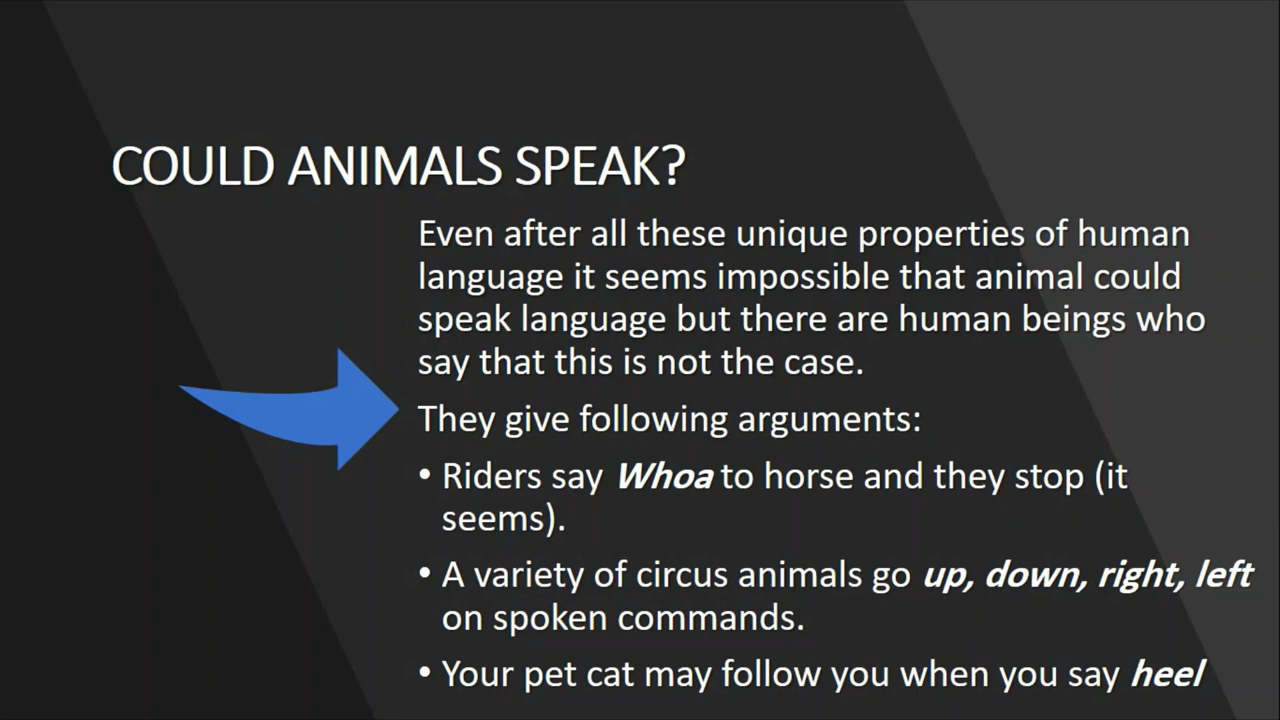 COULD ANIMALS SPEAK?
Even after all these unique properties of human
language it seems impossible that animal could
speak language but there are human beings who
say that this is not the case.
They give following arguments:
• Riders say Whoa to horse and they stop (it
seems).
• A variety of circus animals go up, down, right, left
on spoken commands.
• Your pet cat may follow you when you say heel